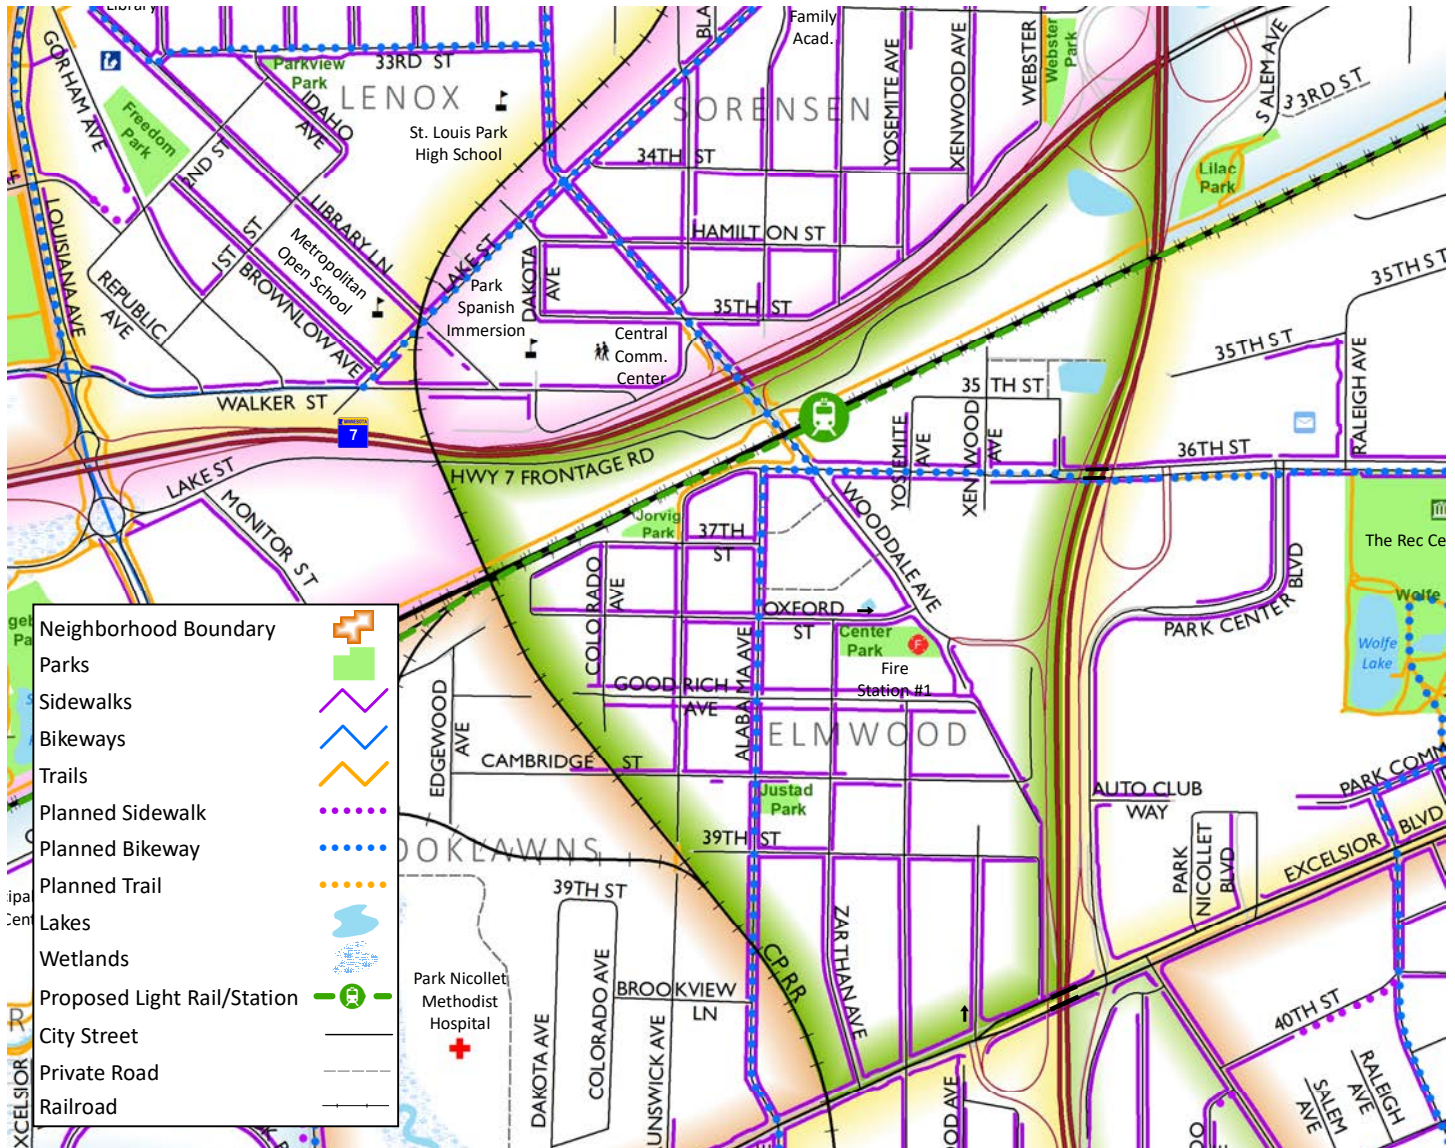 Library
Family
Acad.
GORHAM AVE
33RD ST
Parkview
Park
LENOX
IDAHO
AVE
St. Louis Park
High School
SORENSEN
YOSEMITE AVE
XENWOOD AVE
WEBSTER
Webster
Park
S ALEM AVE
33RD ST
Freedom
Park
2ND ST
34TH ST
Lilac
Park
LOUISIANA AVE
1ST ST
LIBRARY LN
Metropolitan
Open School
BROWNLOW AVE
REPUBLIC
AVE
LAKE ST
Park
Spanish
Immersion
DAKOTA
AVE
HAMILTON ST
35TH ST
Central
Comm.
Center
35TH ST
35TH ST
RALEIGH AVE
WALKER ST
MINNESOTA
7
35 TH ST
YOSEMITE
AVE
XENWOOD
AVE
36TH ST
HWY 7 FRONTAGE RD
LAKE ST
MONITOR ST
Jorvig
Park
37TH
ST
WOODDALE AVE
The Rec Ce
Wolfe
Wolfe
Lake
COLORADO
AVE
OXFORD
ST
Center
Park
F
Fire
Station #1
PARK CENTER
BLVD
GOODRICH
AVE
ALABAMA AVE
ELMWOOD
EDGEWOOD
AVE
CAMBRIDGE ST
Justad
Park
AUTO CLUB
WAY
PARK COMM
EXCELSIOR BLVD
PARK
NICOLLET
BLVD
39TH ST
OOKLAWNS
39TH ST
ZARTHAN AVE
CP RR
Park Nicollet
Methodist
Hospital
BROOKVIEW
LN
DAKOTA AVE
COLORADO AVE
UNSWICK AVE
OD AVE
40TH ST
SALEM
AVE
RALEIGH
AVE
Neighborhood Boundary
Parks
Sidewalks
Bikeways
Trails
Planned Sidewalk
Planned Bikeway
Planned Trail
Lakes
Wetlands
Proposed Light Rail/Station
City Street
Private Road
Railroad